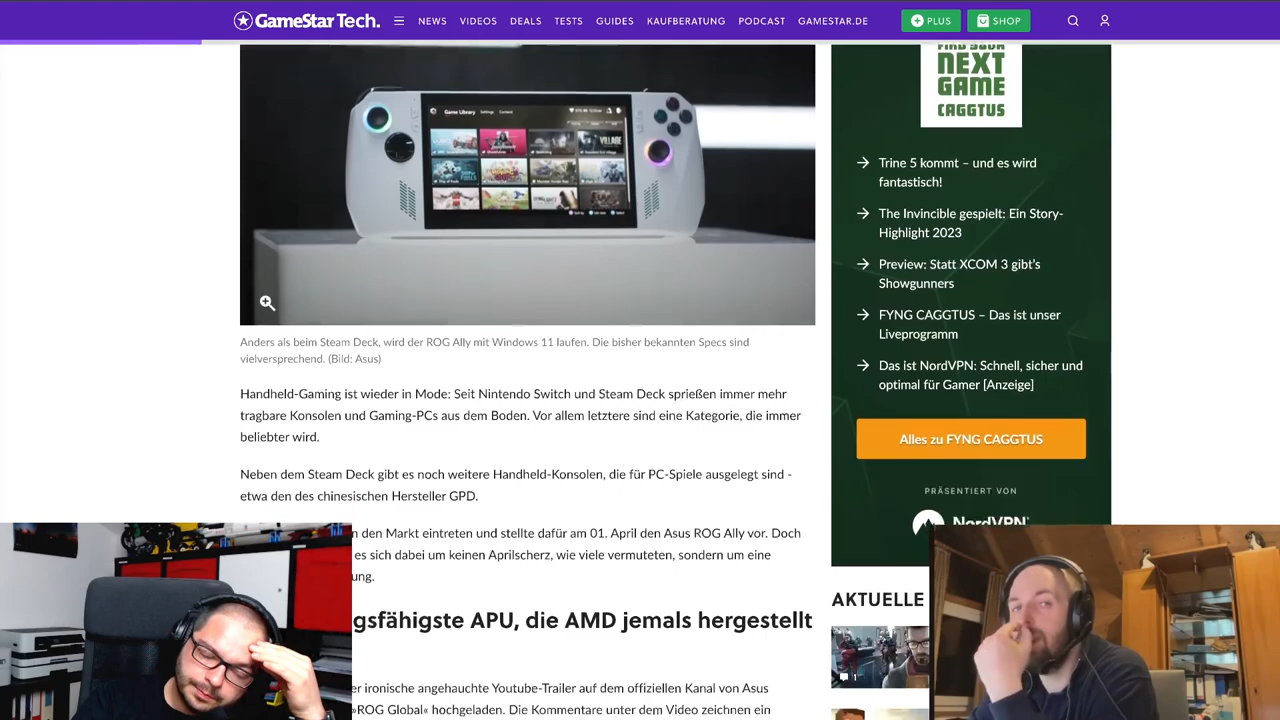 GameStar Tech.
NEWS
VIDEOS
DEALS
TESTS
GUIDES
KAUFBERATUNG
PODCAST
GAMESTAR.DE
PLUS
SHOP
Game Library
Settings
Content
VILLAGE
Anders als beim Steam Deck, wird der ROG Ally mit Windows 11 laufen. Die bisher bekannten Specs sind
vielversprechend. (Bild: Asus)
Handheld-Gaming ist wieder in Mode: Seit Nintendo Switch und Steam Deck sprießen immer mehr
tragbare Konsolen und Gaming-PCs aus dem Boden. Vor allem letztere sind eine Kategorie, die immer
beliebter wird.
Neben dem Steam Deck gibt es noch weitere Handheld-Konsolen, die für PC-Spiele ausgelegt sind -
etwa den des chinesischen Hersteller GPD.
n den Markt eintreten und stellte dafür am 01. April den Asus ROG Ally vor. Doch
es sich dabei um keinen Aprilscherz, wie viele vermuteten, sondern um eine
ung.
gsfähigste APU, die AMD jemals hergestellt
er ironische angehauchte Youtube-Trailer auf dem offiziellen Kanal von Asus
»ROG Global« hochgeladen. Die Kommentare unter dem Video zeichnen ein
FIND YOUR
NEXT
GAME
CAGGTUS
Trine 5 kommt – und es wird
fantastisch!
The Invincible gespielt: Ein Story-
Highlight 2023
Preview: Statt XCOM 3 gibt's
Showgunners
FYNG CAGGTUS – Das ist unser
Liveprogramm
Das ist NordVPN: Schnell, sicher und
optimal für Gamer [Anzeige]
Alles zu FYNG CAGGTUS
PRÄSENTIERT VON
NordVPN
AKTUELLE
1